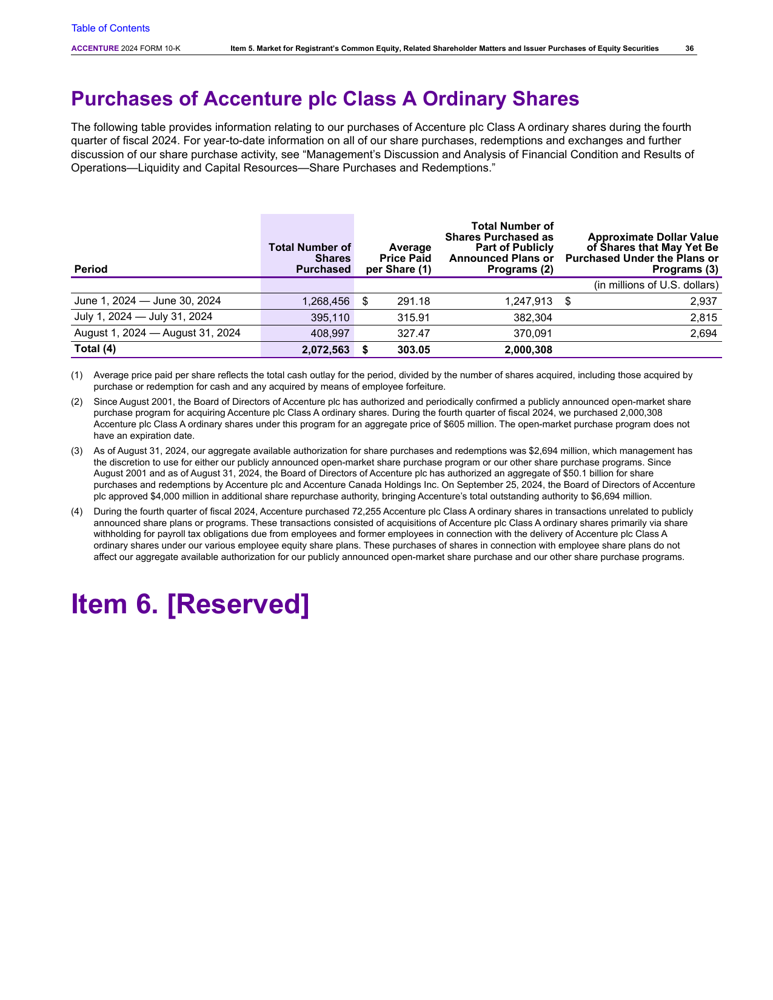 Table of Contents
ACCENTURE 2024 FORM 10-K Item 5. Market for Registrant's Common Equity, Related Shareholder Matters and Issuer Purchases of Equity Securities 36
Purchases of Accenture plc Class A Ordinary Shares
The following table provides information relating to our purchases of Accenture plc Class A ordinary shares during the fourth
quarter of fiscal 2024. For year-to-date information on all of our share purchases, redemptions and exchanges and further
discussion of our share purchase activity, see “Management’s Discussion and Analysis of Financial Condition and Results of
Operations—Liquidity and Capital Resources—Share Purchases and Redemptions.”
Period Total Number of Shares Purchased Average Price Paid per Share (1) Total Number of Shares Purchased as Part of Publicly Announced Plans or Programs (2) Approximate Dollar Value of Shares that May Yet Be Purchased Under the Plans or Programs (3)
(in millions of U.S. dollars)
June 1, 2024 — June 30, 2024 1,268,456 $ 291.18 1,247,913 $ 2,937
July 1, 2024 — July 31, 2024 395,110 315.91 382,304 2,815
August 1, 2024 — August 31, 2024 408,997 327.47 370,091 2,694
Total (4) 2,072,563 $ 303.05 2,000,308
(1) Average price paid per share reflects the total cash outlay for the period, divided by the number of shares acquired, including those acquired by
purchase or redemption for cash and any acquired by means of employee forfeiture.
(2) Since August 2001, the Board of Directors of Accenture plc has authorized and periodically confirmed a publicly announced open-market share
purchase program for acquiring Accenture plc Class A ordinary shares. During the fourth quarter of fiscal 2024, we purchased 2,000,308
Accenture plc Class A ordinary shares under this program for an aggregate price of $605 million. The open-market purchase program does not
have an expiration date.
(3) As of August 31, 2024, our aggregate available authorization for share purchases and redemptions was $2,694 million, which management has
the discretion to use for either our publicly announced open-market share purchase program or our other share purchase programs. Since
August 2001 and as of August 31, 2024, the Board of Directors of Accenture plc has authorized an aggregate of $50.1 billion for share
purchases and redemptions by Accenture plc and Accenture Canada Holdings Inc. On September 25, 2024, the Board of Directors of Accenture
plc approved $4,000 million in additional share repurchase authority, bringing Accenture's total outstanding authority to $6,694 million.
(4) During the fourth quarter of fiscal 2024, Accenture purchased 72,255 Accenture plc Class A ordinary shares in transactions unrelated to publicly
announced share plans or programs. These transactions consisted of acquisitions of Accenture plc Class A ordinary shares primarily via share
withholding for payroll tax obligations due from employees and former employees in connection with the delivery of Accenture plc Class A
ordinary shares under our various employee equity share plans. These purchases of shares in connection with employee share plans do not
affect our aggregate available authorization for our publicly announced open-market share purchase and our other share purchase programs.
Item 6. [Reserved]